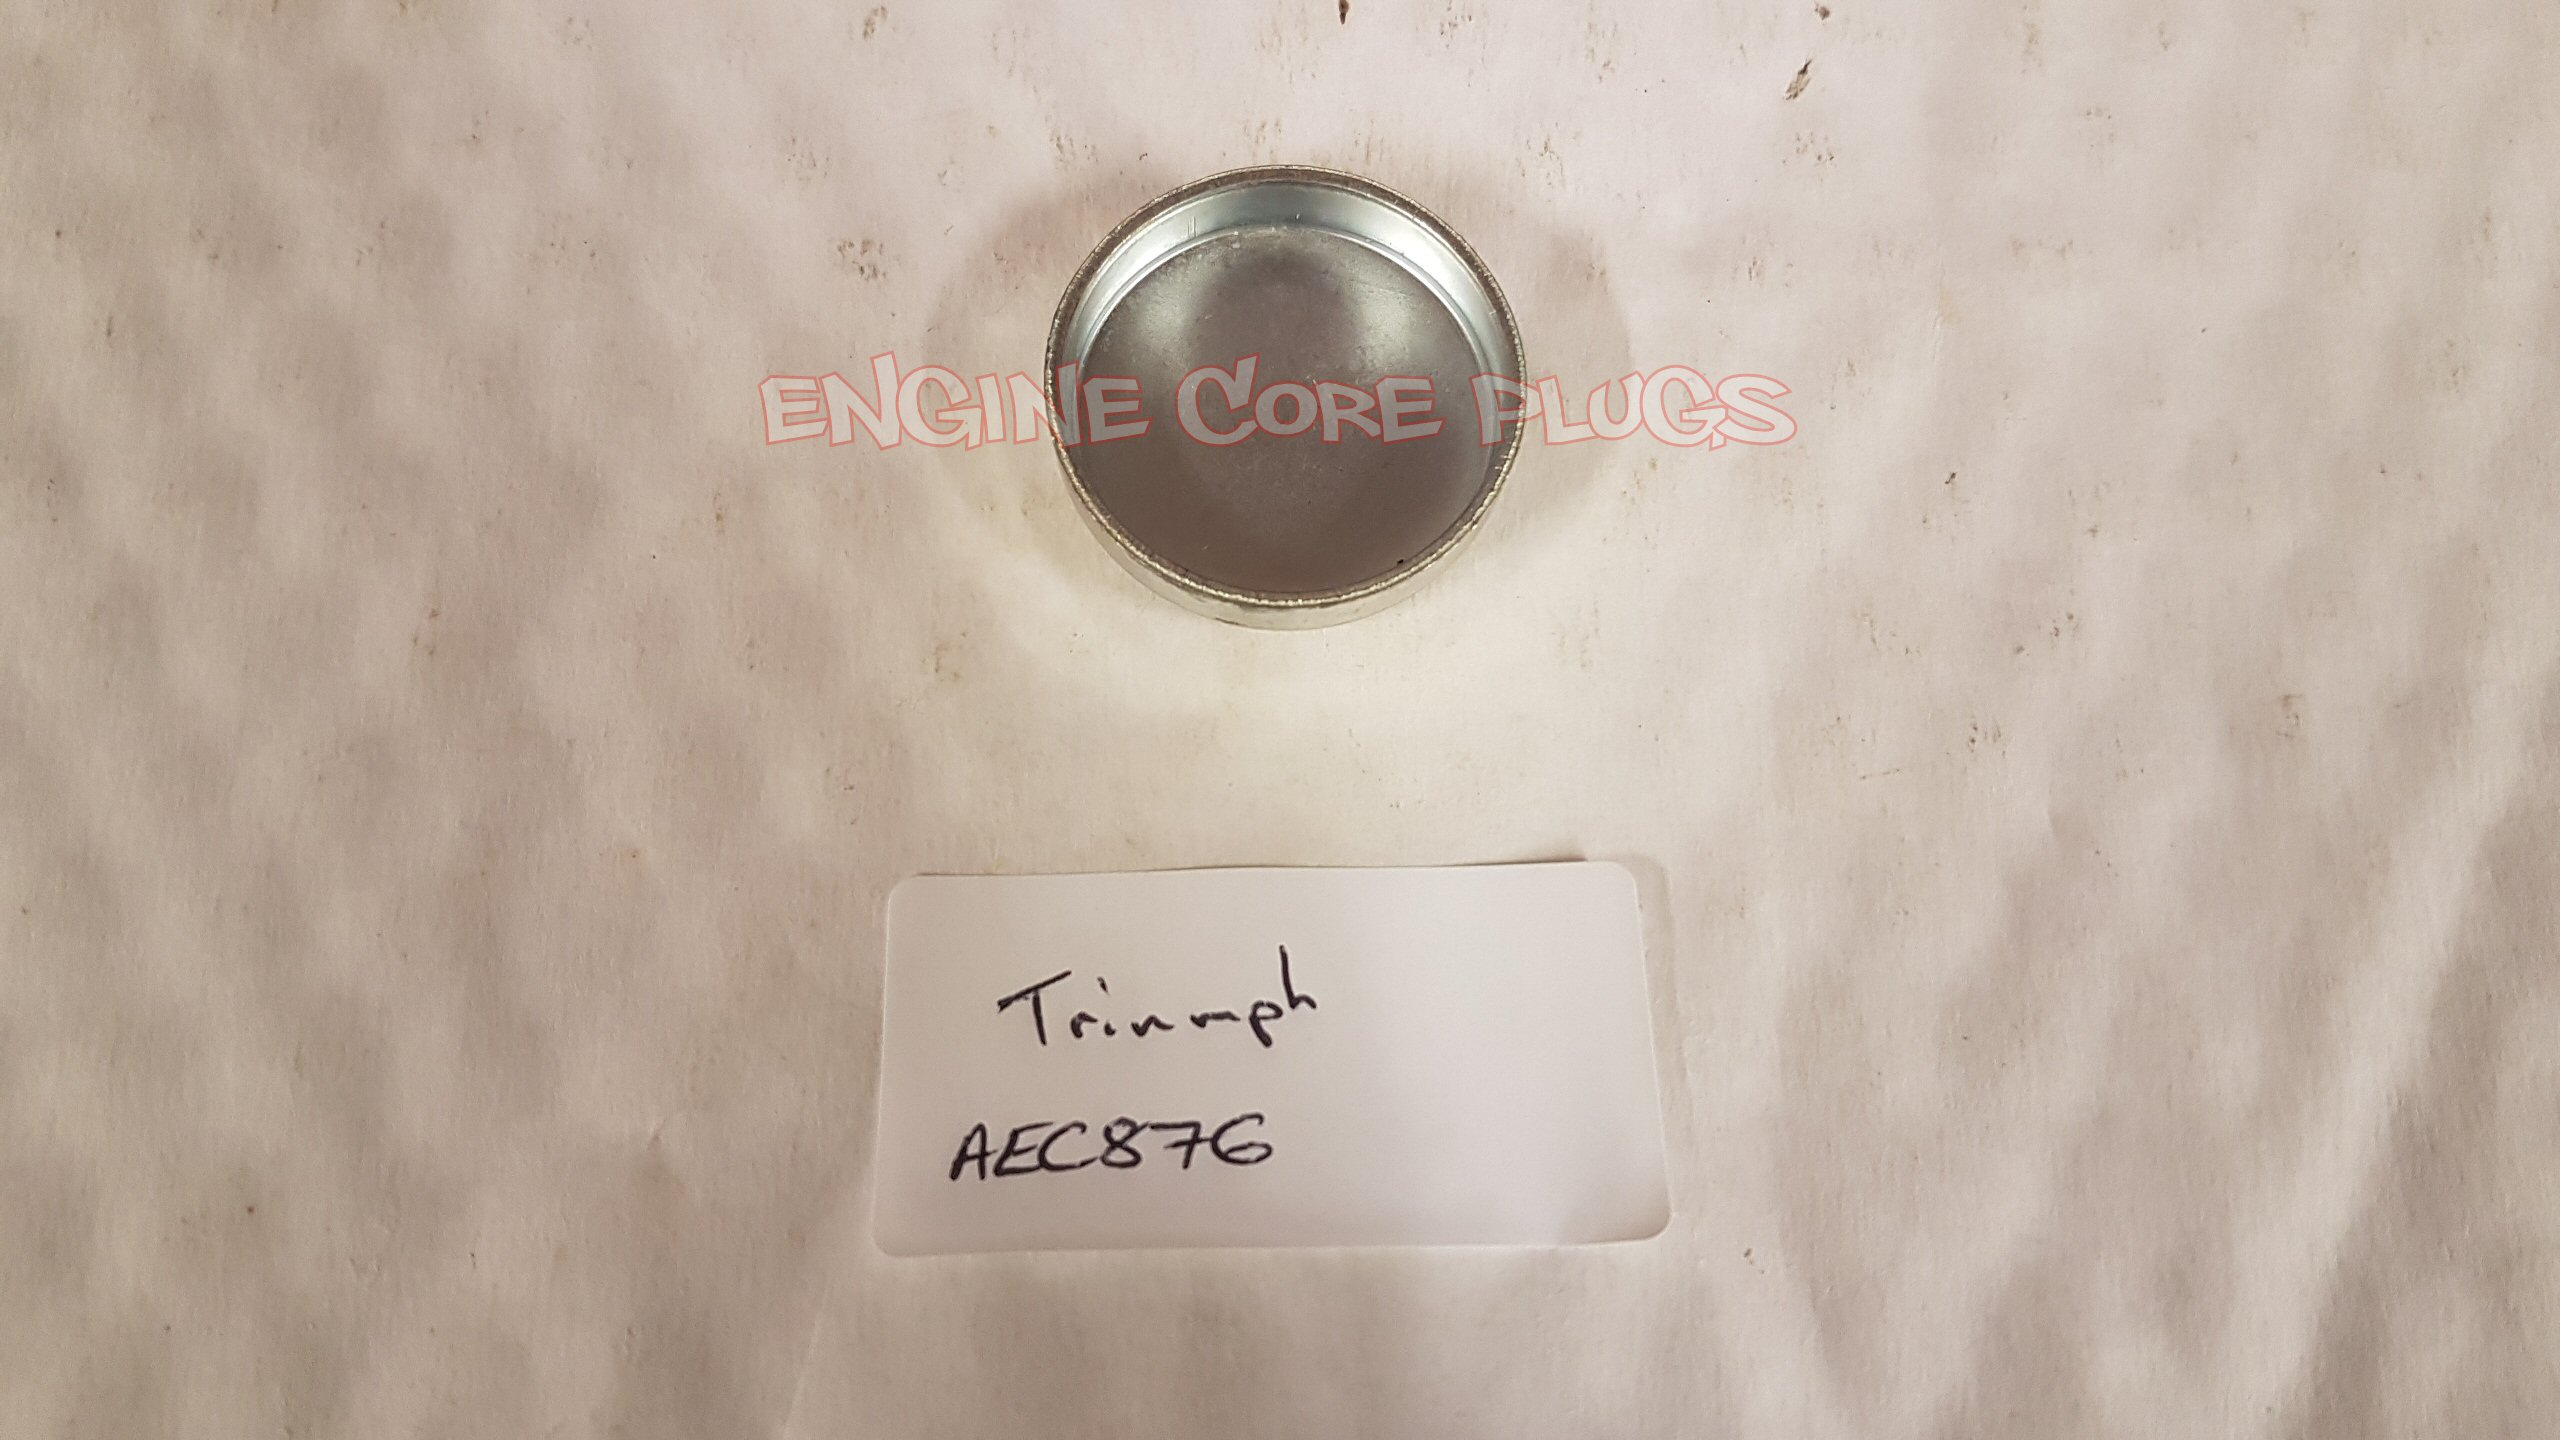 ENGINE CORE PLUGS
Triumph
AEC876